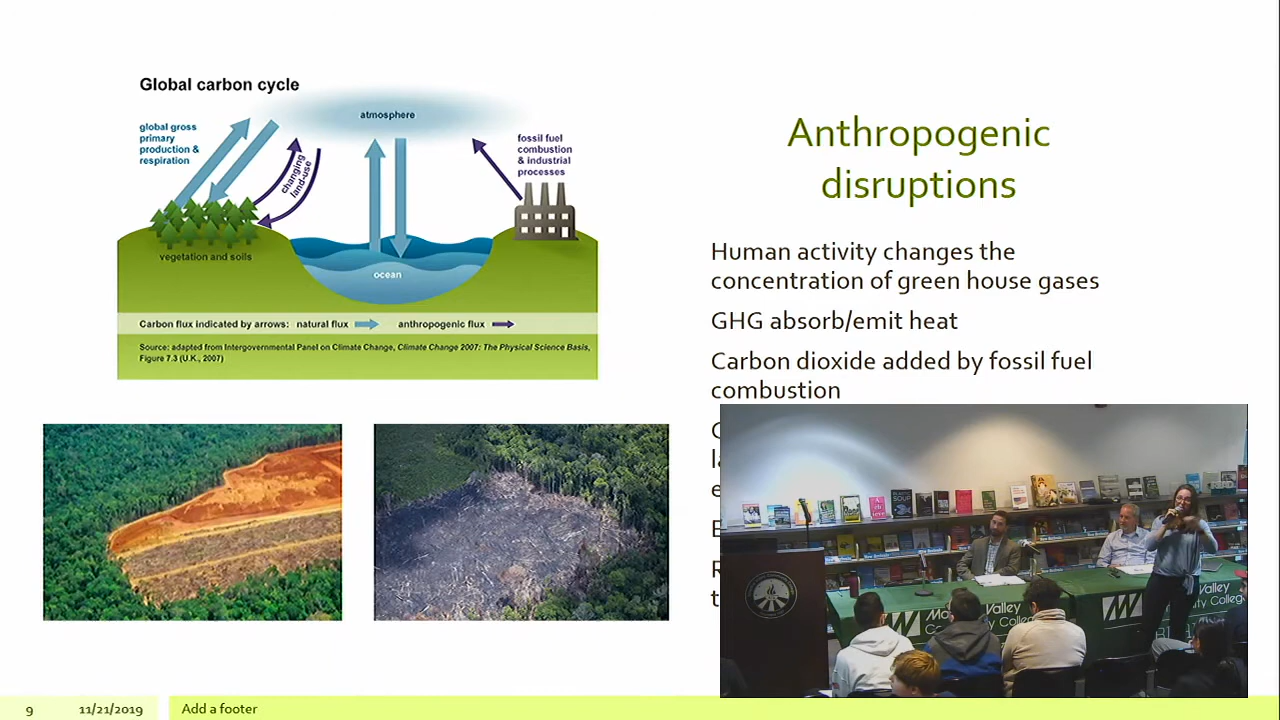 Global carbon cycle
atmosphere
global gross
primary
production &
respiration
changing
land-use
fossil fuel
combustion
& industrial
processes
vegetation and soils
ocean
Carbon flux indicated by arrows: natural flux anthropogenic flux
Source: adapted from Intergovernmental Panel on Climate Change, Climate Change 2007: The Physical Science Basis,
Figure 7.3 (U.K., 2007)
Anthropogenic
disruptions
Human activity changes the
concentration of green house gases
GHG absorb/emit heat
Carbon dioxide added by fossil fuel
combustion
PLASTIC
SOUP
Valley
College
9 11/21/2019 Add a footer